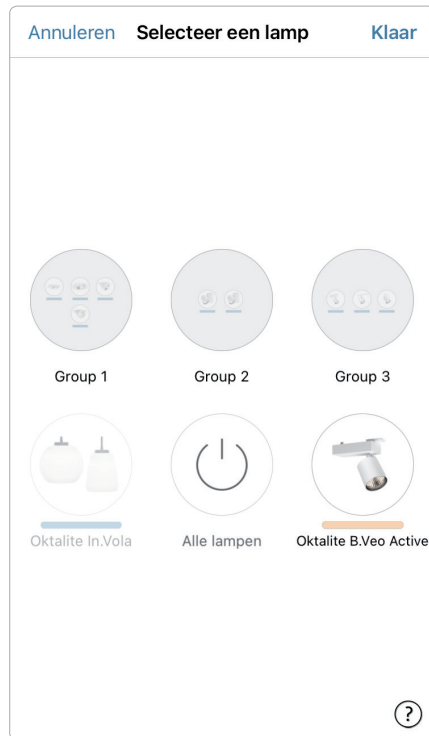 Annuleren Selecteer een lamp Klaar
Group 1 Group 2 Group 3
Oktalite In.Vola Alle lampen Oktalite B.Veo Active
?